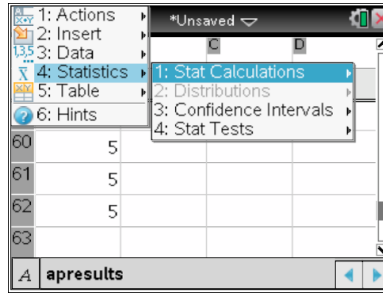 1: Actions
2: Insert
3: Data
4: Statistics
5: Table
6: Hints
*Unsaved
C D
1: Stat Calculations
2: Distributions
3: Confidence Intervals
4: Stat Tests
60 5
61 5
62 5
63
A apresults